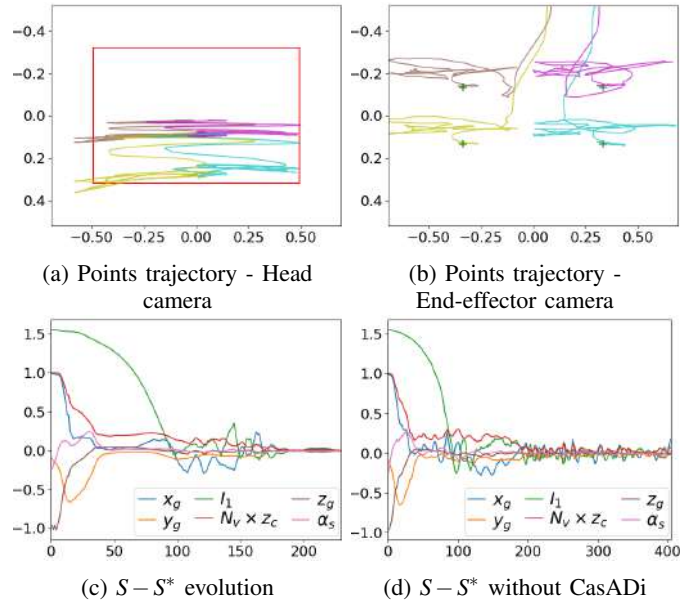 −0.4
−0.2
0.0
0.2
0.4
−0.50 −0.25 0.00 0.25 0.50
(a) Points trajectory - Head
camera
−0.4
−0.2
0.0
0.2
0.4
−0.50 −0.25 0.00 0.25 0.50
(b) Points trajectory -
End-effector camera
1.5
1.0
0.5
0.0
−0.5
−1.0
0 50 100 150 200
x_g I_1 z_g
y_g N_v × z_c α_s
(c) S − S* evolution
1.5
1.0
0.5
0.0
−0.5
−1.0
0 100 200 300 400
x_g I_1 z_g
y_g N_v × z_c α_s
(d) S − S* without CasADi